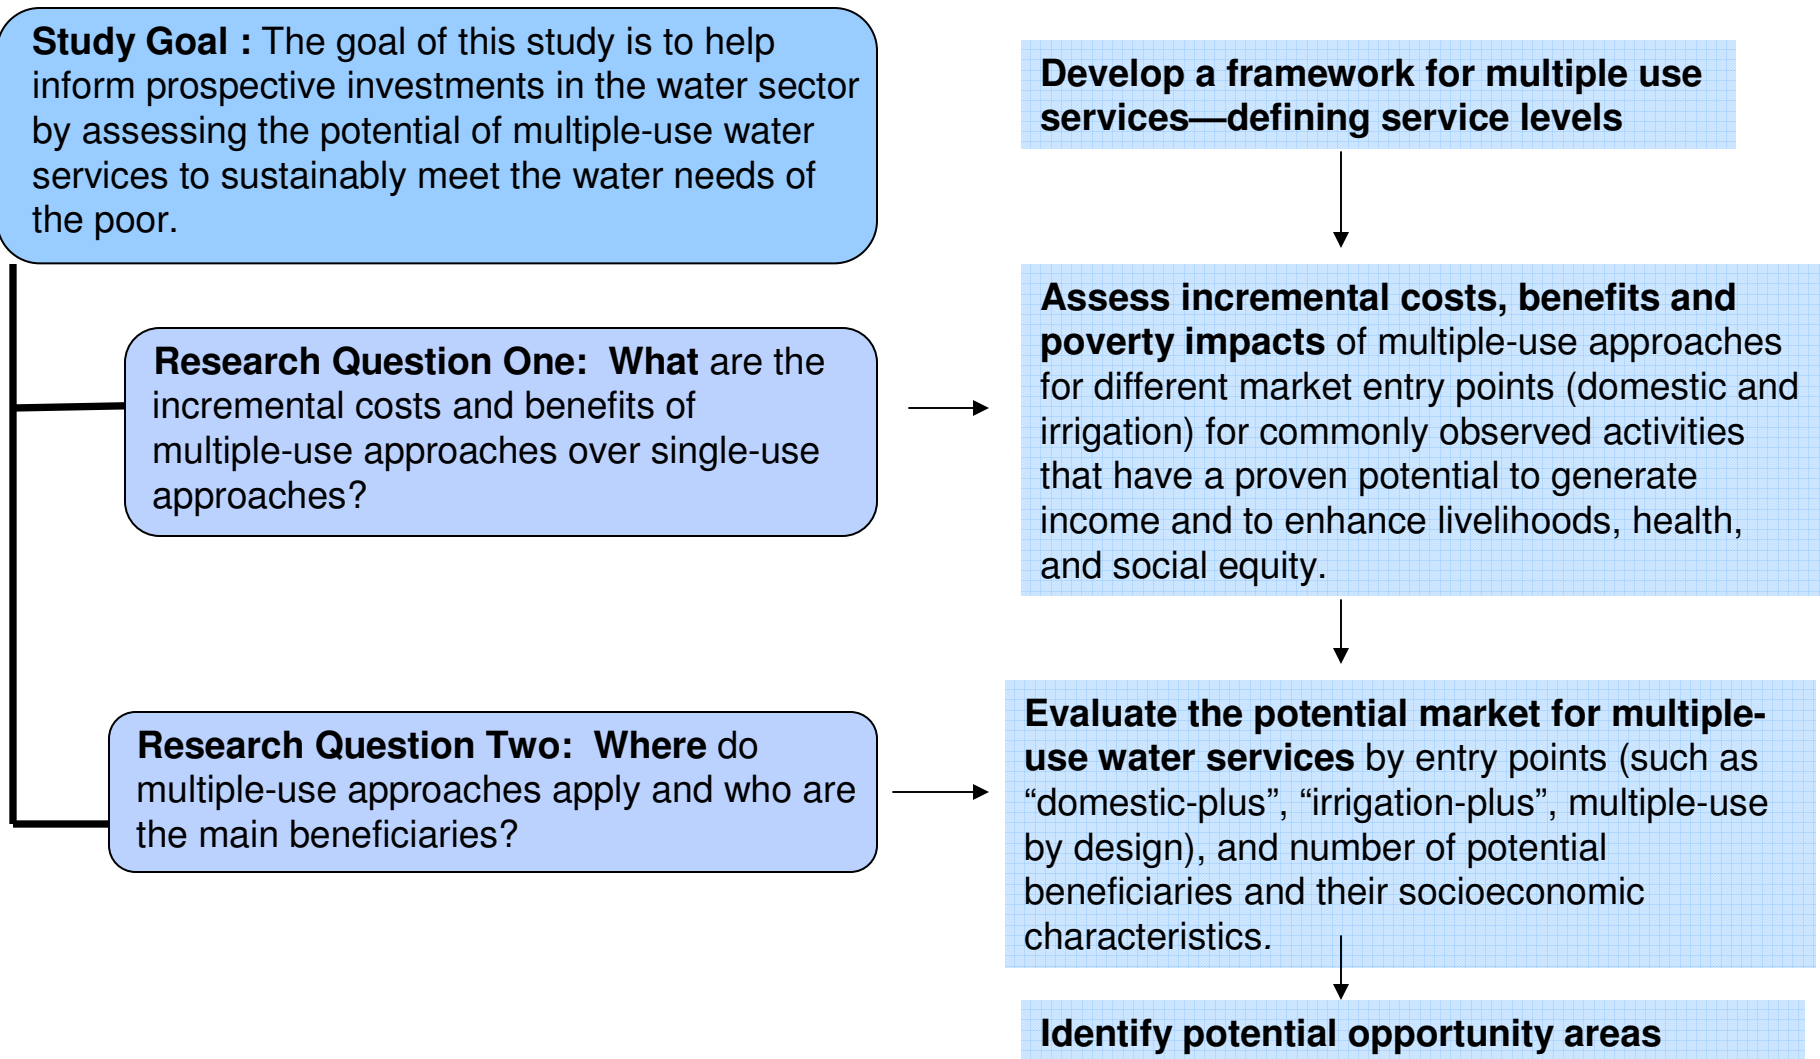 Study Goal : The goal of this study is to help
inform prospective investments in the water sector
by assessing the potential of multiple-use water
services to sustainably meet the water needs of
the poor.
Research Question One:  What are the
incremental costs and benefits of
multiple-use approaches over single-use
approaches?
Research Question Two:  Where do
multiple-use approaches apply and who are
the main beneficiaries?
Develop a framework for multiple use
services—defining service levels
Assess incremental costs, benefits and
poverty impacts of multiple-use approaches
for different market entry points (domestic and
irrigation) for commonly observed activities
that have a proven potential to generate
income and to enhance livelihoods, health,
and social equity.
Evaluate the potential market for multiple-
use water services by entry points (such as
“domestic-plus”, “irrigation-plus”, multiple-use
by design), and number of potential
beneficiaries and their socioeconomic
characteristics.
Identify potential opportunity areas